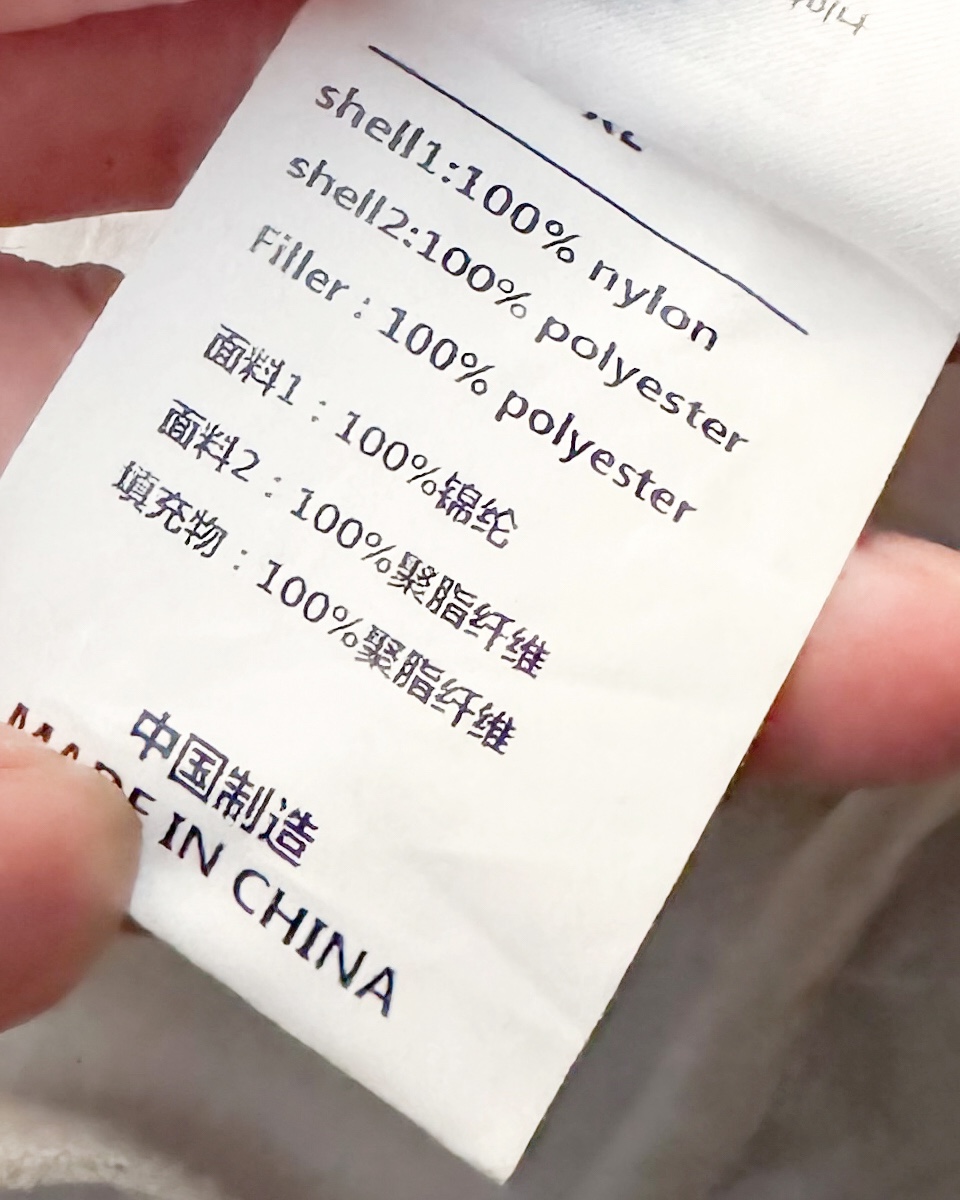 shell1:100% nylon
shell2:100% polyester
Filler : 100% polyester
面料1 : 100%锦纶
面料2 : 100%聚脂纤维
填充物 : 100%聚脂纤维
中国制造
MADE IN CHINA